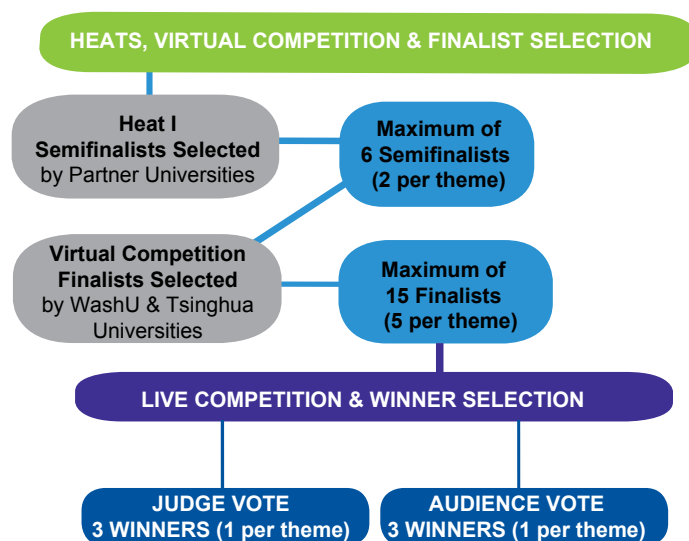 HEATS, VIRTUAL COMPETITION & FINALIST SELECTION
Heat I
Semifinalists Selected
by Partner Universities
Maximum of
6 Semifinalists
(2 per theme)
Virtual Competition
Finalists Selected
by WashU & Tsinghua
Universities
Maximum of
15 Finalists
(5 per theme)
LIVE COMPETITION & WINNER SELECTION
JUDGE VOTE
3 WINNERS (1 per theme)
AUDIENCE VOTE
3 WINNERS (1 per theme)